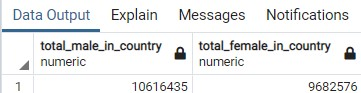 Data Output Explain Messages Notifications
total_male_in_country total_female_in_country
numeric numeric
1 10616435 9682576